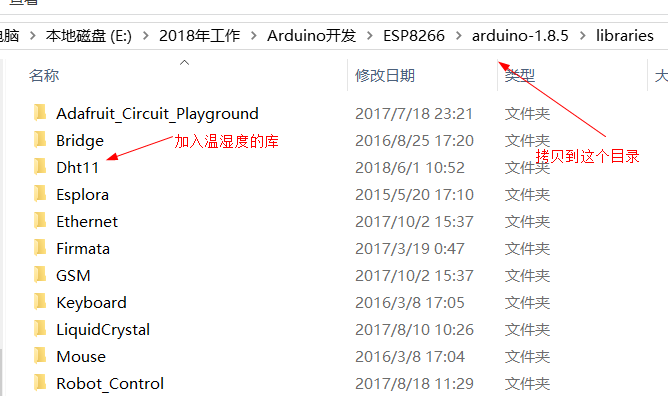 本地磁盘 (E:) > 2018年工作 > Arduino开发 > ESP8266 > arduino-1.8.5 > libraries
名称 修改日期 类型
Adafruit_Circuit_Playground 2017/7/18 23:21 文件夹
Bridge 2016/8/25 17:20 文件夹
加入温湿度的库
拷贝到这个目录
Dht11 2018/6/1 10:52 文件夹
Esplora 2015/5/20 17:10 文件夹
Ethernet 2017/10/2 15:37 文件夹
Firmata 2017/3/19 0:47 文件夹
GSM 2017/10/2 15:37 文件夹
Keyboard 2016/3/8 17:05 文件夹
LiquidCrystal 2017/8/10 10:26 文件夹
Mouse 2016/3/8 17:04 文件夹
Robot_Control 2017/8/18 11:29 文件夹